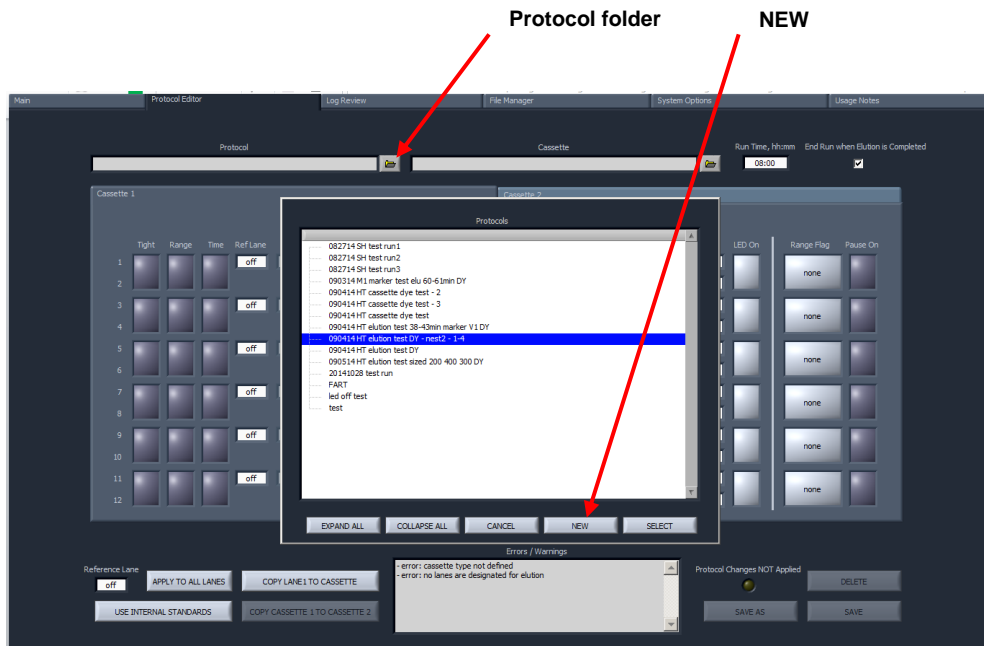 Protocol folder NEW
Main Protocol Editor Log Review File Manager System Options Usage Notes
Protocol Cassette Run Time, hh:mm End Run when Elution is Completed
08:00
Cassette 1 Cassette 2
Protocols
Tight Range Time Ref Lane LED On Range Flag Pause On
082714 SH test run1
082714 SH test run2
082714 SH test run3
090314 M1 marker test elu 60-61min DY
090414 HT cassette dye test - 2
090414 HT cassette dye test - 3
090414 HT cassette dye test
090414 HT elution test 38-43min marker V1 DY
090414 HT elution test DY - nest2 - 1-4
090414 HT elution test DY
090514 HT elution test sized 200 400 300 DY
20141028 test run
FART
led off test
test
1 off none
2
3 off none
4
5 off none
6
7 off none
8
9 off none
10
11 off none
12
EXPAND ALL COLLAPSE ALL CANCEL NEW SELECT
Errors / Warnings
- error: cassette type not defined
- error: no lanes are designated for elution
Reference Lane
off APPLY TO ALL LANES COPY LANE1 TO CASSETTE
USE INTERNAL STANDARDS COPY CASSETTE 1 TO CASSETTE 2
Protocol Changes NOT Applied
DELETE
SAVE AS SAVE